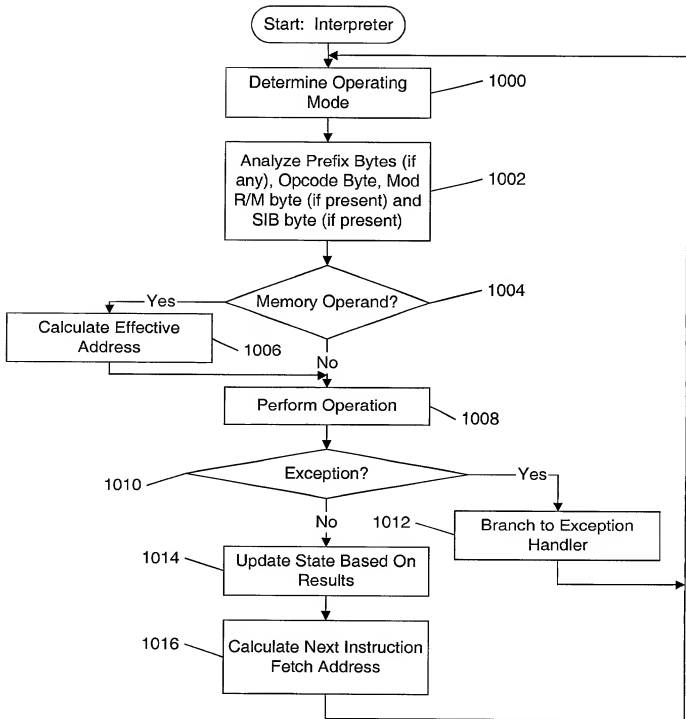 Start: Interpreter
Determine Operating
Mode
1000
Analyze Prefix Bytes (if
any), Opcode Byte, Mod
R/M byte (if present) and
SIB byte (if present)
1002
Memory Operand?
1004
Yes
Calculate Effective
Address
1006
No
Perform Operation
1008
Exception?
1010
Yes
No
1012
Branch to Exception
Handler
1014
Update State Based On
Results
1016
Calculate Next Instruction
Fetch Address